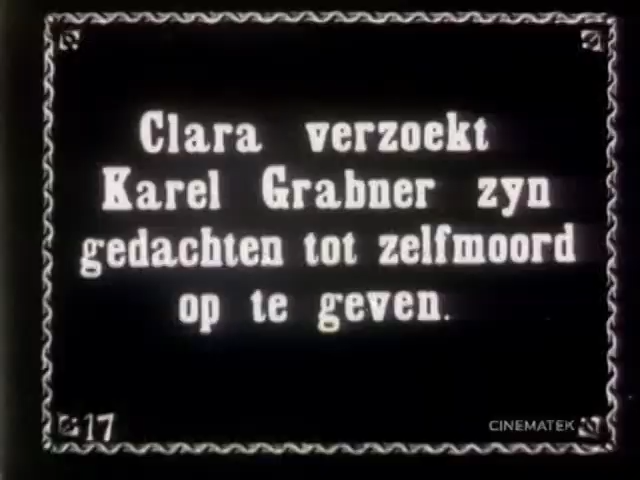 Clara verzoekt
Karel Grabner zyn
gedachten tot zelfmoord
op te geven.
17
CINEMATEK